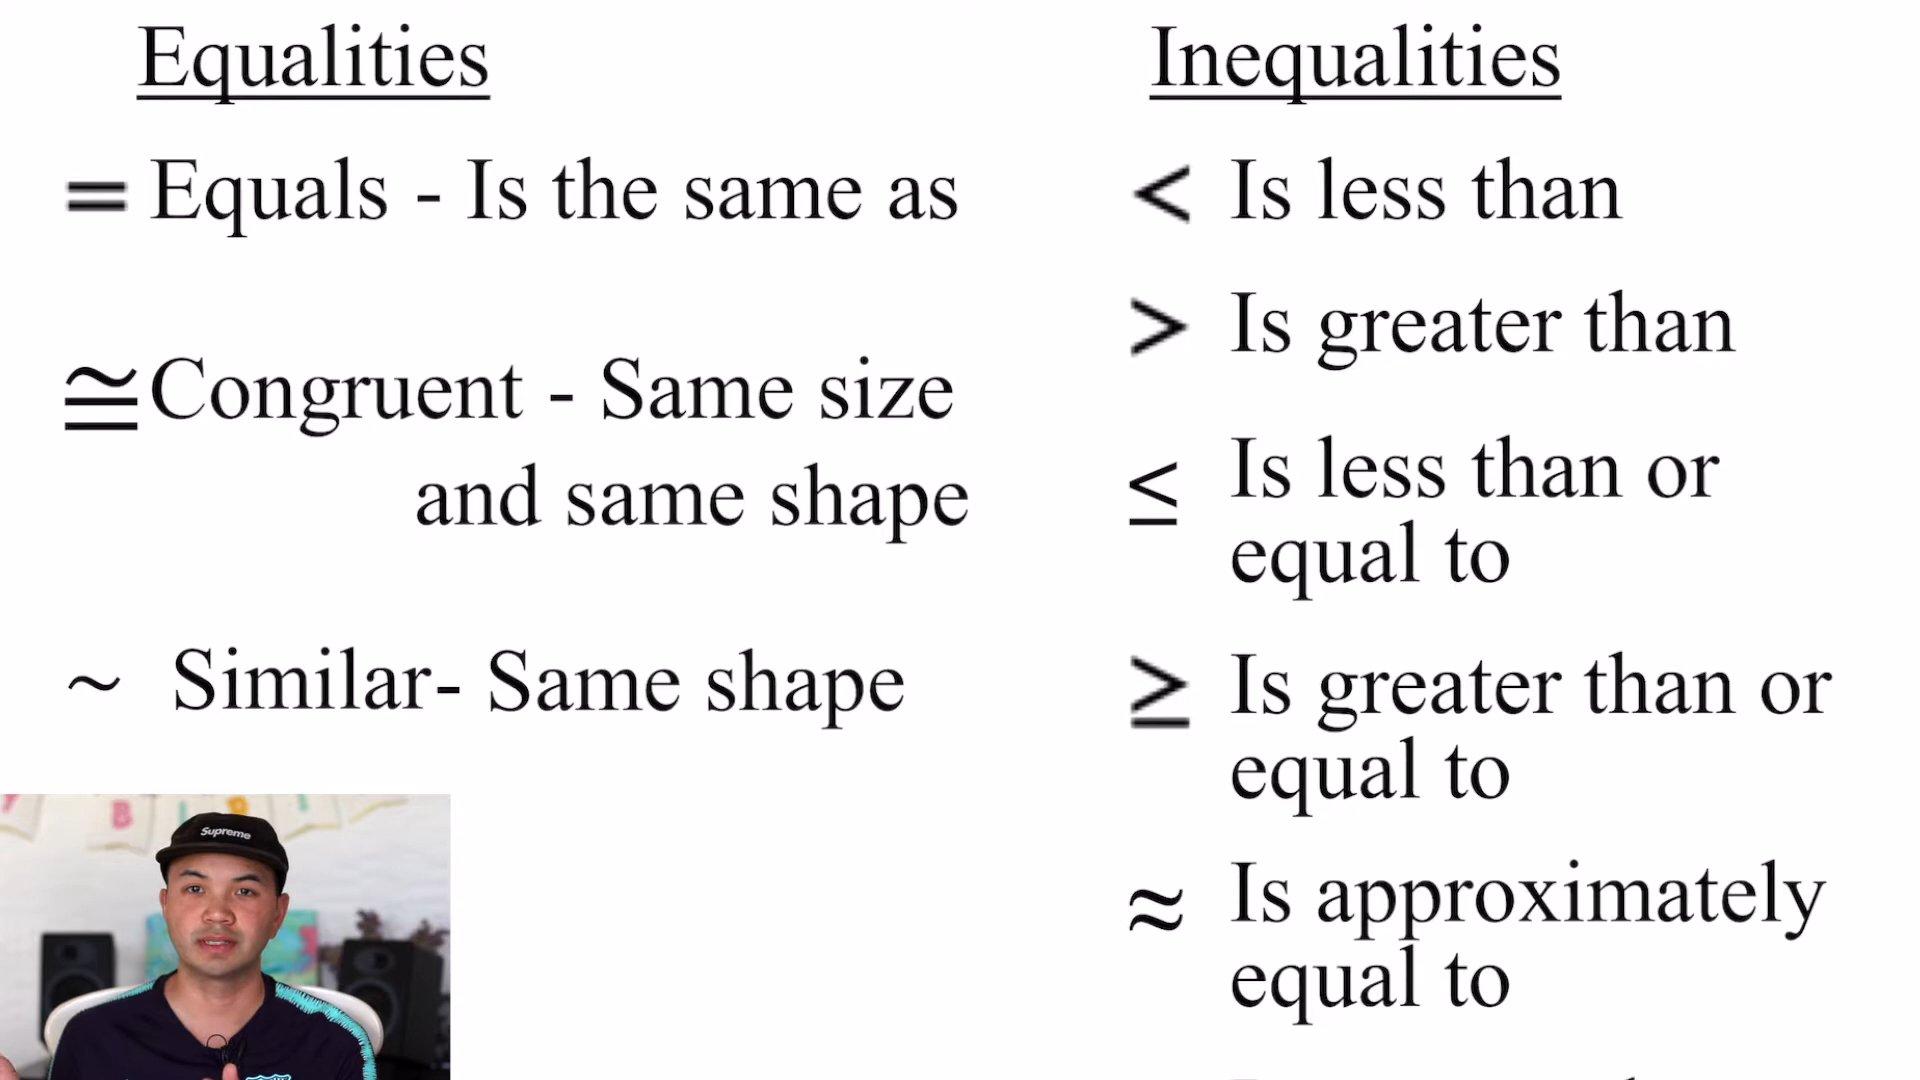 Equalities
= Equals - Is the same as
≅ Congruent - Same size
and same shape
~ Similar- Same shape
Inequalities
< Is less than
> Is greater than
≤ Is less than or
equal to
≥ Is greater than or
equal to
≈ Is approximately
equal to
Supreme